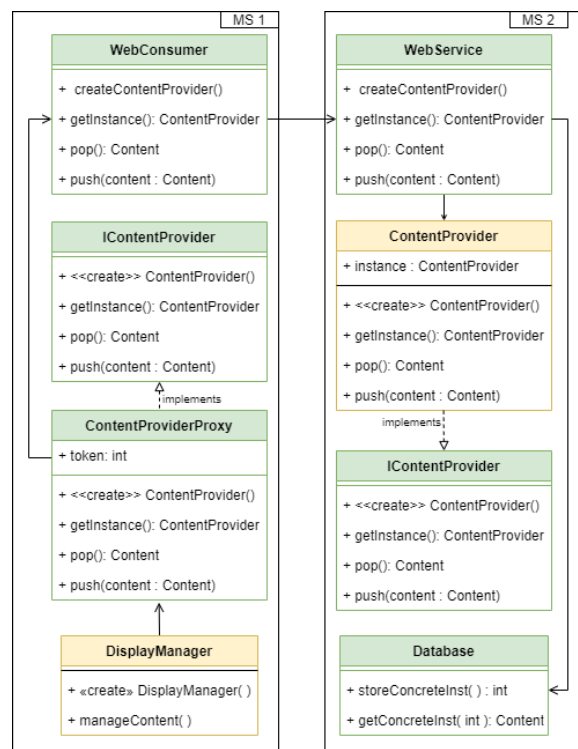 MS 1
WebConsumer
+ createContentProvider()
+ getInstance(): ContentProvider
+ pop(): Content
+ push(content : Content)
IContentProvider
+ <<create>> ContentProvider()
+ getInstance(): ContentProvider
+ pop(): Content
+ push(content : Content)
implements
ContentProviderProxy
+ token: int
+ <<create>> ContentProvider()
+ getInstance(): ContentProvider
+ pop(): Content
+ push(content : Content)
DisplayManager
+ «create» DisplayManager( )
+ manageContent( )
MS 2
WebService
+ createContentProvider()
+ getInstance(): ContentProvider
+ pop(): Content
+ push(content : Content)
ContentProvider
+ instance : ContentProvider
+ <<create>> ContentProvider()
+ getInstance(): ContentProvider
+ pop(): Content
+ push(content : Content)
implements
IContentProvider
+ <<create>> ContentProvider()
+ getInstance(): ContentProvider
+ pop(): Content
+ push(content : Content)
Database
+ storeConcreteInst( ) : int
+ getConcreteInst( int ): Content